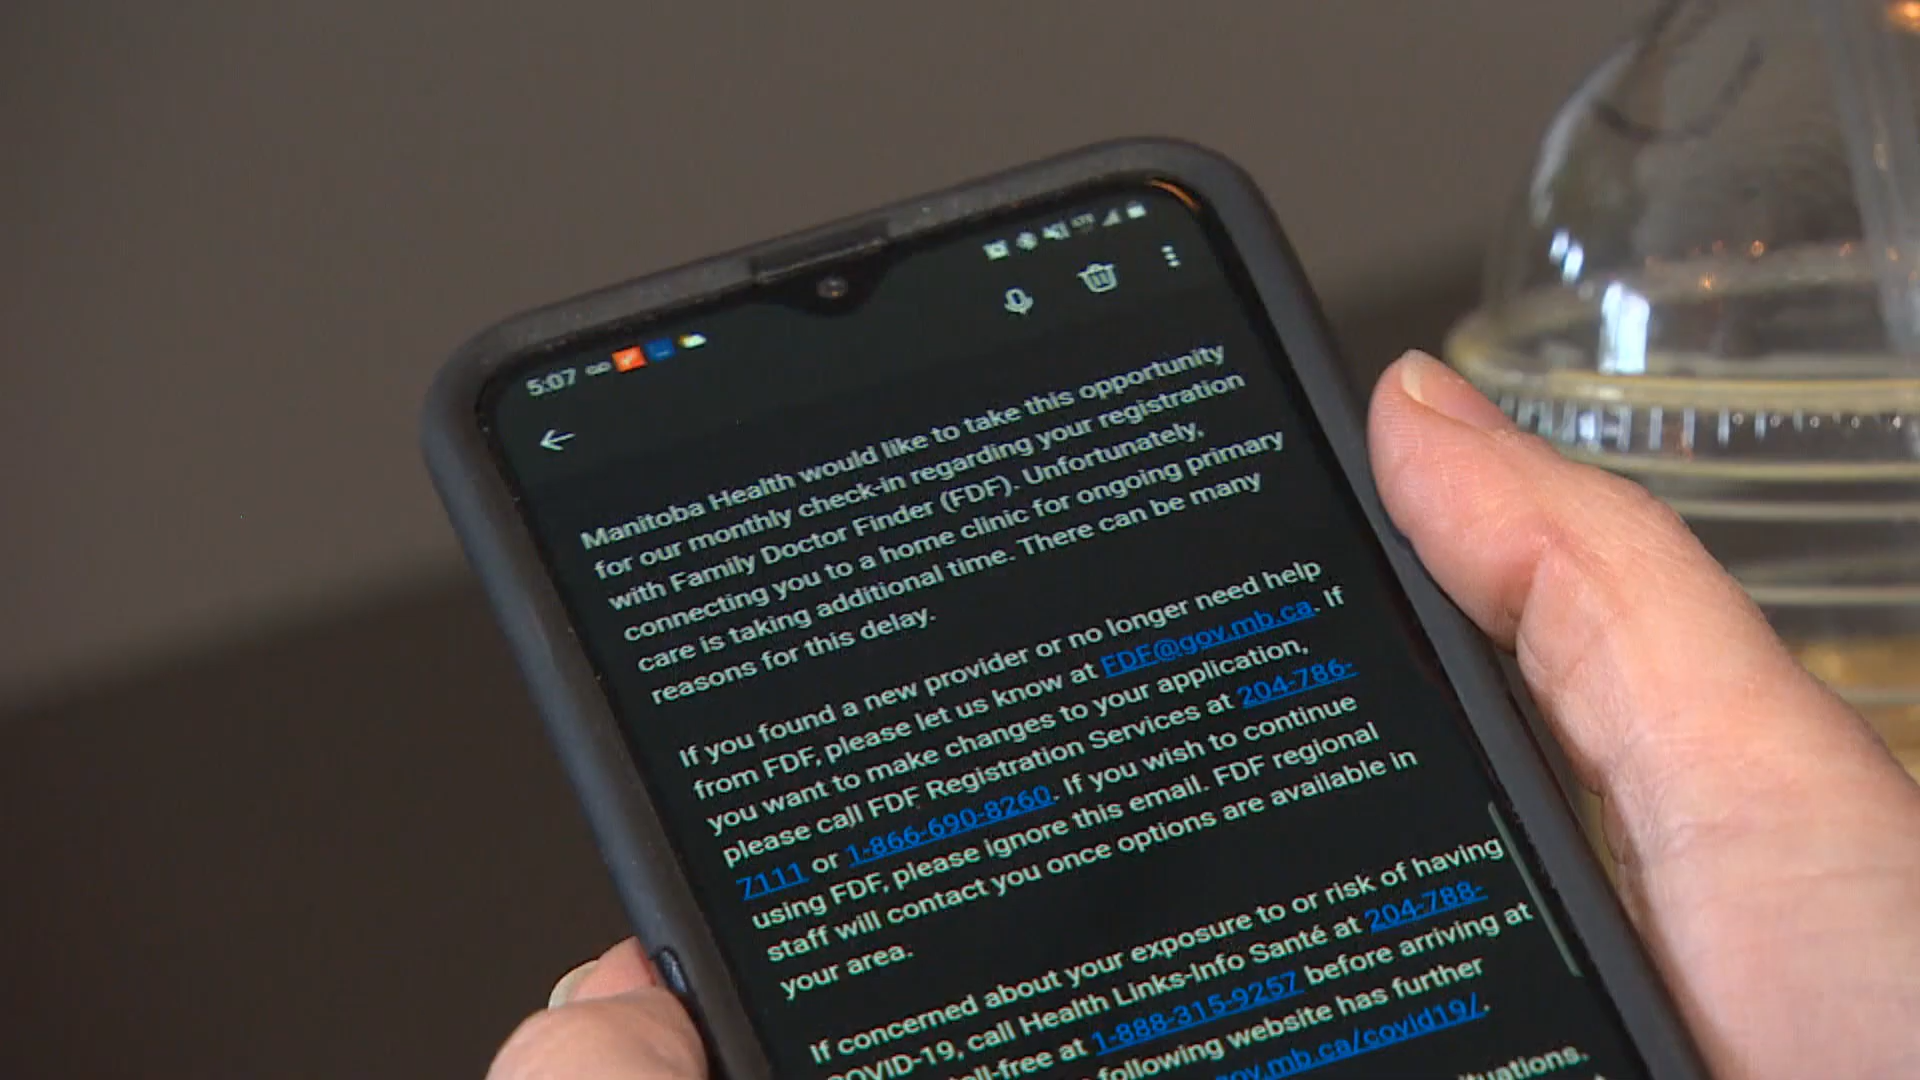 5:07
Manitoba Health would like to take this opportunity
for our monthly check-in regarding your registration
with Family Doctor Finder (FDF). Unfortunately,
connecting you to a home clinic for ongoing primary
care is taking additional time. There can be many
reasons for this delay.
If you found a new provider or no longer need help
from FDF, please let us know at FDF@gov.mb.ca. If
you want to make changes to your application,
please call FDF Registration Services at 204-786-
7111 or 1-866-690-8260. If you wish to continue
using FDF, please ignore this email. FDF regional
staff will contact you once options are available in
your area.
If concerned about your exposure to or risk of having
COVID-19, call Health Links-Info Santé at 204-788-
toll-free at 1-888-315-9257 before arriving at
following website has further
gov.mb.ca/covid19/.
situations.